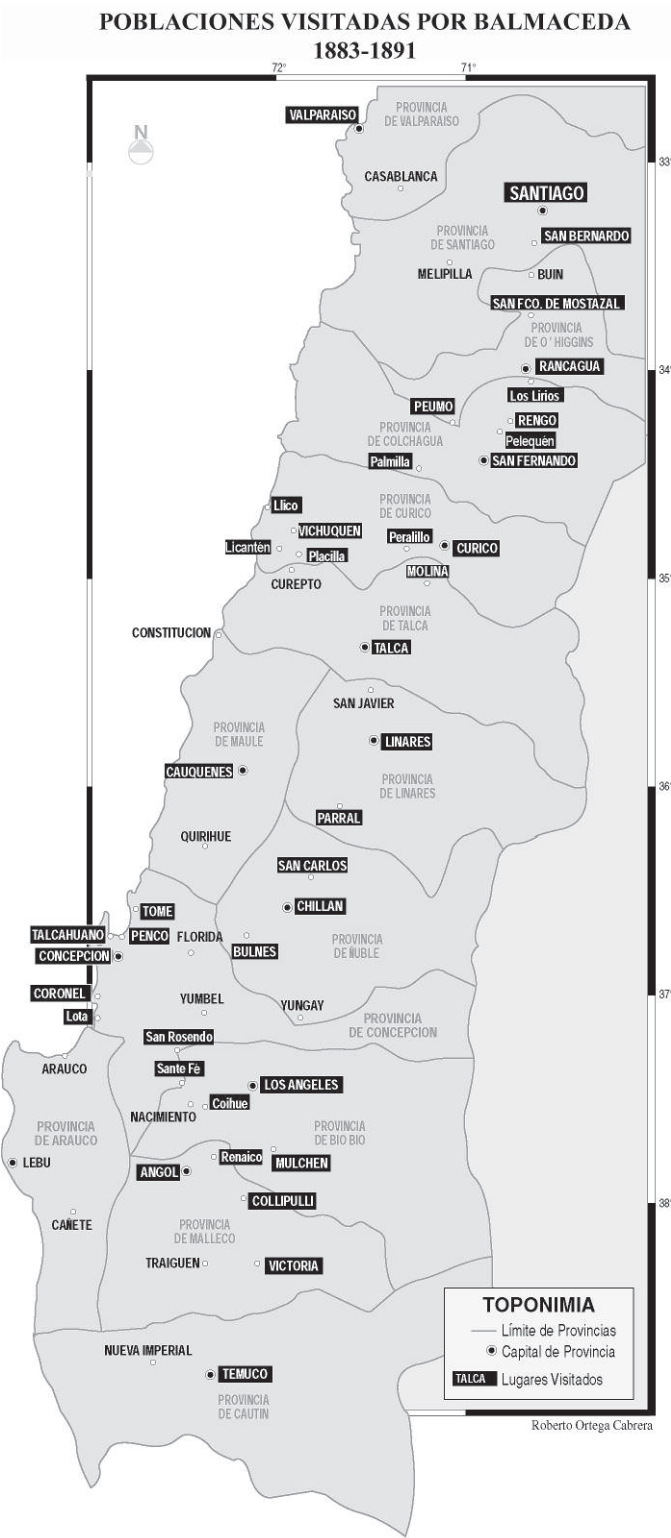 POBLACIONES VISITADAS POR BALMACEDA
1883-1891
72°
71°
N
VALPARAISO
PROVINCIA
DE VALPARAISO
33°
CASABLANCA
SANTIAGO
PROVINCIA
DE SANTIAGO
SAN BERNARDO
MELIPILLA
BUIN
SAN FCO. DE MOSTAZAL
PROVINCIA
DE O ' HIGGINS
RANCAGUA
34°
Los Lirios
PEUMO
RENGO
PROVINCIA
DE COLCHAGUA
Pelequén
Palmilla
SAN FERNANDO
PROVINCIA
DE CURICO
Llico
VICHUQUEN
Peralillo
Licantén
Placilla
CURICO
MOLINA
35°
CUREPTO
PROVINCIA
DE TALCA
CONSTITUCION
TALCA
SAN JAVIER
PROVINCIA
DE MAULE
LINARES
CAUQUENES
PROVINCIA
DE LINARES
36°
PARRAL
QUIRIHUE
SAN CARLOS
CHILLAN
TOME
TALCAHUANO
PENCO
FLORIDA
CONCEPCION
BULNES
PROVINCIA
DE ÑUBLE
CORONEL
37°
YUMBEL
YUNGAY
Lota
PROVINCIA
DE CONCEPCION
San Rosendo
ARAUCO
Sante Fè
LOS ANGELES
Coihue
NACIMIENTO
PROVINCIA
DE ARAUCO
PROVINCIA
DE BIO BIO
LEBU
Renaico
MULCHEN
ANGOL
COLLIPULLI
38°
CAÑETE
PROVINCIA
DE MALLECO
TRAIGUEN
VICTORIA
TOPONIMIA
Límite de Provincias
Capital de Provincia
TALCA Lugares Visitados
NUEVA IMPERIAL
TEMUCO
PROVINCIA
DE CAUTIN
Roberto Ortega Cabrera